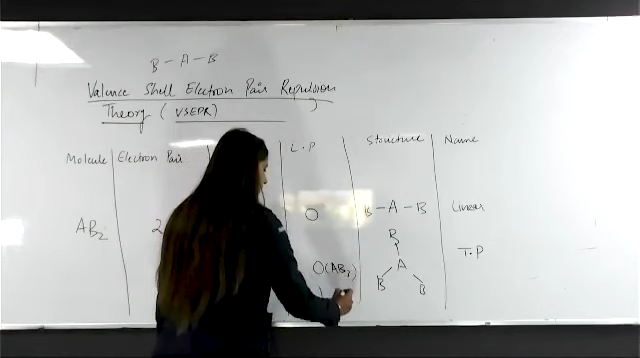 B - A - B
Valence Shell Electron Pair Repulsion
Theory ( VSEPR )
Molecule Electron Pair L.P Structure Name
AB2 2 O B - A - B Linear
B
O(AB3) A T.P
B B